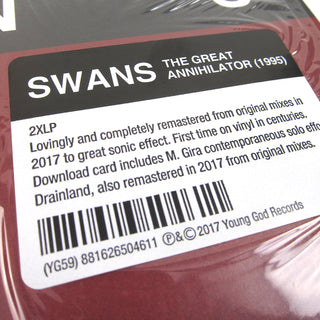 SWANS THE GREAT
ANNIHILATOR (1995)
2XLP
Lovingly and completely remastered from original mixes in
2017 to great sonic effect. First time on vinyl in centuries.
Download card includes M. Gira contemporaneous solo
Drainland, also remastered in 2017 from original mixes.
(YG59) 881626504611 Ⓟ&© 2017 Young God Records